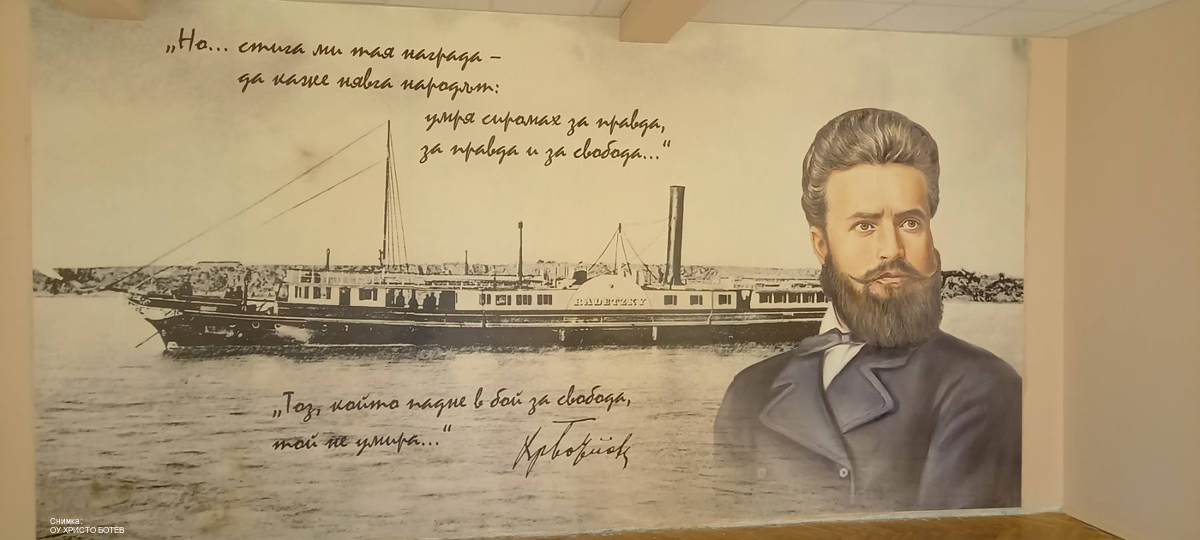 „Но... стига ми тая награда –
да каже нявга народът:
умря сиромах за правда,
за правда и за свобода..."
RADETZKY
„Тоз, който падне в бой за свобода,
той не умира..."
Снимка:
ОУ ХРИСТО БОТЕВ